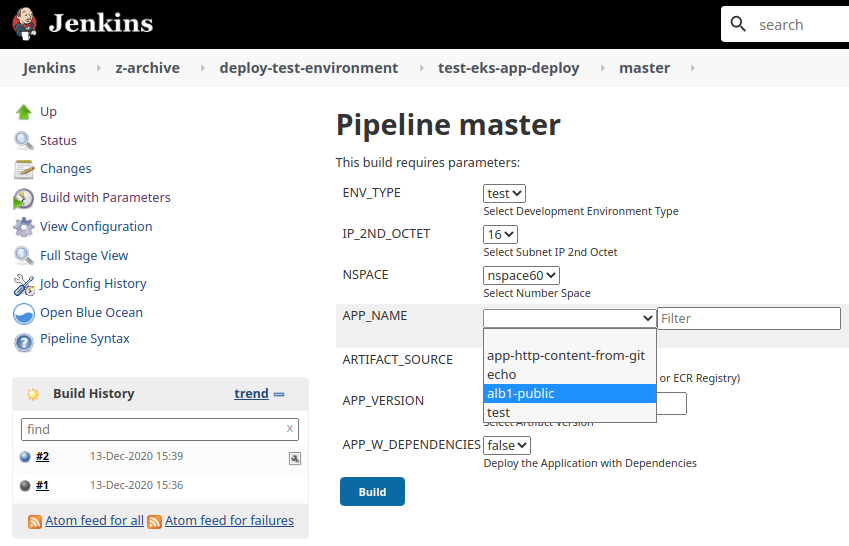 Jenkins
search
Jenkins
z-archive
deploy-test-environment
test-eks-app-deploy
master
Up
Status
Changes
Build with Parameters
View Configuration
Full Stage View
Job Config History
Open Blue Ocean
Pipeline Syntax
Build History
trend
find
x
#2
13-Dec-2020 15:39
#1
13-Dec-2020 15:36
Atom feed for all
Atom feed for failures
Pipeline master
This build requires parameters:
ENV_TYPE
test
Select Development Environment Type
IP_2ND_OCTET
16
Select Subnet IP 2nd Octet
NSPACE
nspace60
Select Number Space
APP_NAME
Filter
app-http-content-from-git
echo
alb1-public
test
ARTIFACT_SOURCE
or ECR Registry)
APP_VERSION
Select Artifact Version
APP_W_DEPENDENCIES
false
Deploy the Application with Dependencies
Build